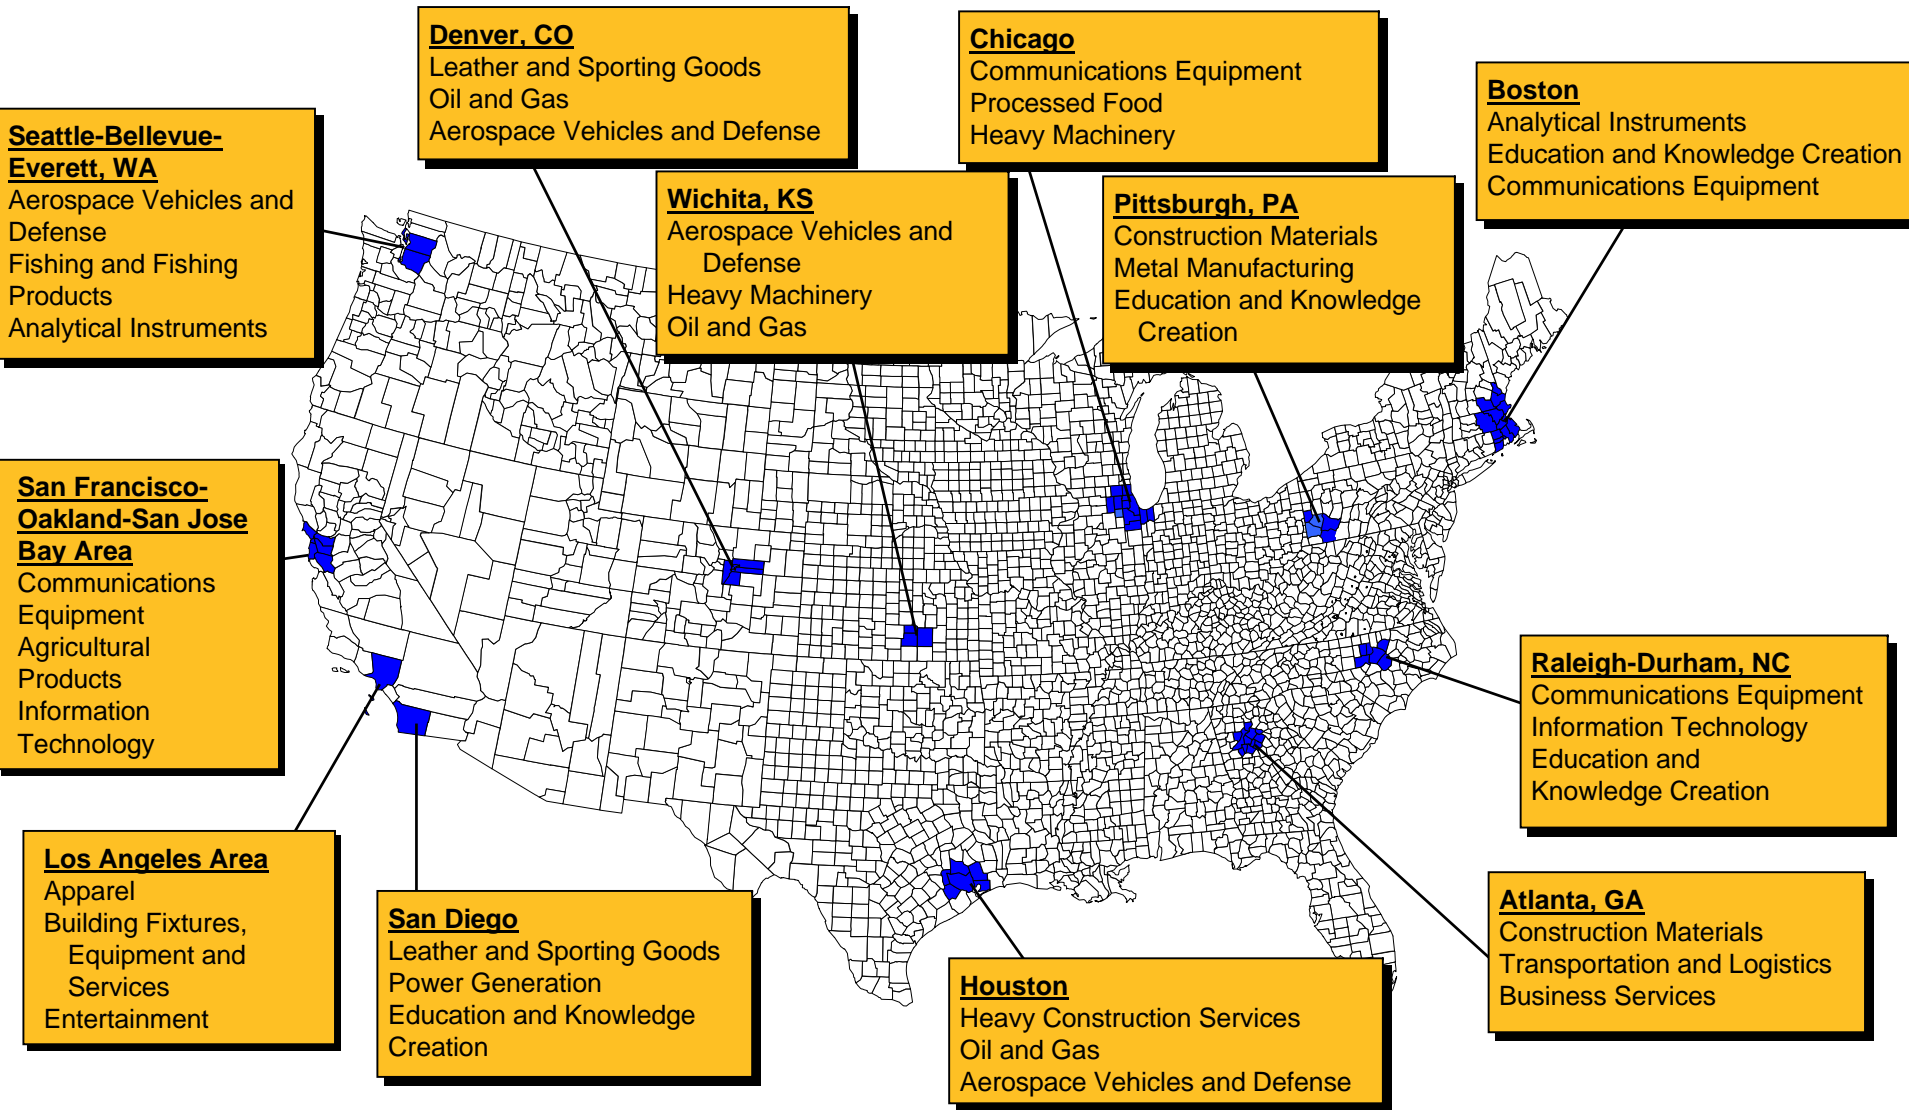 Denver, CO
Leather and Sporting Goods
Oil and Gas
Aerospace Vehicles and Defense
Chicago
Communications Equipment
Processed Food
Heavy Machinery
Boston
Analytical Instruments
Education and Knowledge Creation
Communications Equipment
Seattle-Bellevue-
Everett, WA
Aerospace Vehicles and
Defense
Fishing and Fishing
Products
Analytical Instruments
Wichita, KS
Aerospace Vehicles and
Defense
Heavy Machinery
Oil and Gas
Pittsburgh, PA
Construction Materials
Metal Manufacturing
Education and Knowledge
Creation
San Francisco-
Oakland-San Jose
Bay Area
Communications
Equipment
Agricultural
Products
Information
Technology
Raleigh-Durham, NC
Communications Equipment
Information Technology
Education and
Knowledge Creation
Los Angeles Area
Apparel
Building Fixtures,
Equipment and
Services
Entertainment
San Diego
Leather and Sporting Goods
Power Generation
Education and Knowledge
Creation
Houston
Heavy Construction Services
Oil and Gas
Aerospace Vehicles and Defense
Atlanta, GA
Construction Materials
Transportation and Logistics
Business Services